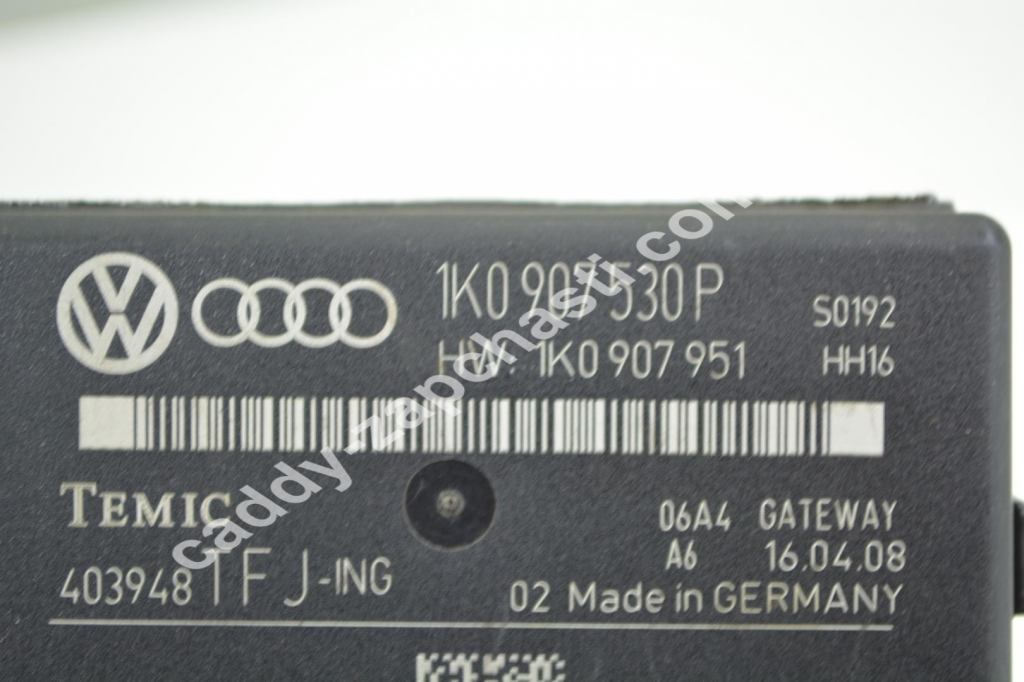 1K0 907 530 P
S0192
HW: 1K0 907 951
HH16
TEMIC
06A4 GATEWAY
A6 16.04.08
403948 TFJ-ING
02 Made in GERMANY
caddy-zapchasti.com